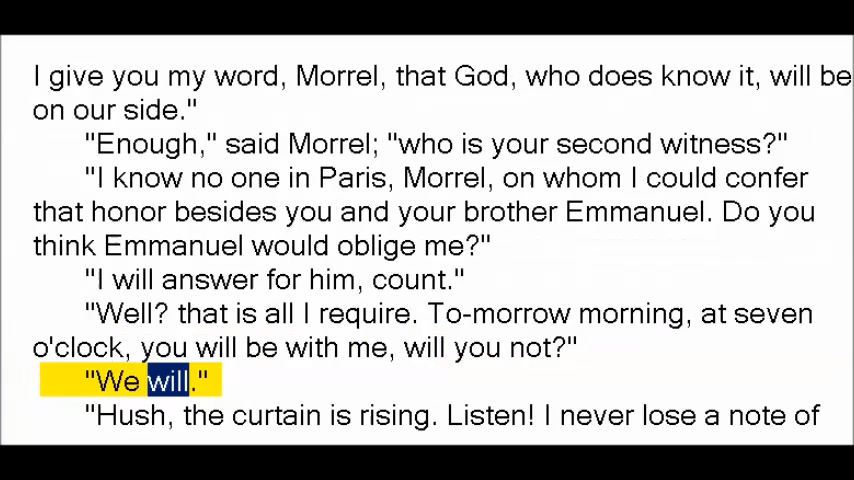 I give you my word, Morrel, that God, who does know it, will be
on our side."
"Enough," said Morrel; "who is your second witness?"
"I know no one in Paris, Morrel, on whom I could confer
that honor besides you and your brother Emmanuel. Do you
think Emmanuel would oblige me?"
"I will answer for him, count."
"Well? that is all I require. To-morrow morning, at seven
o'clock, you will be with me, will you not?"
"We will."
"Hush, the curtain is rising. Listen! I never lose a note of